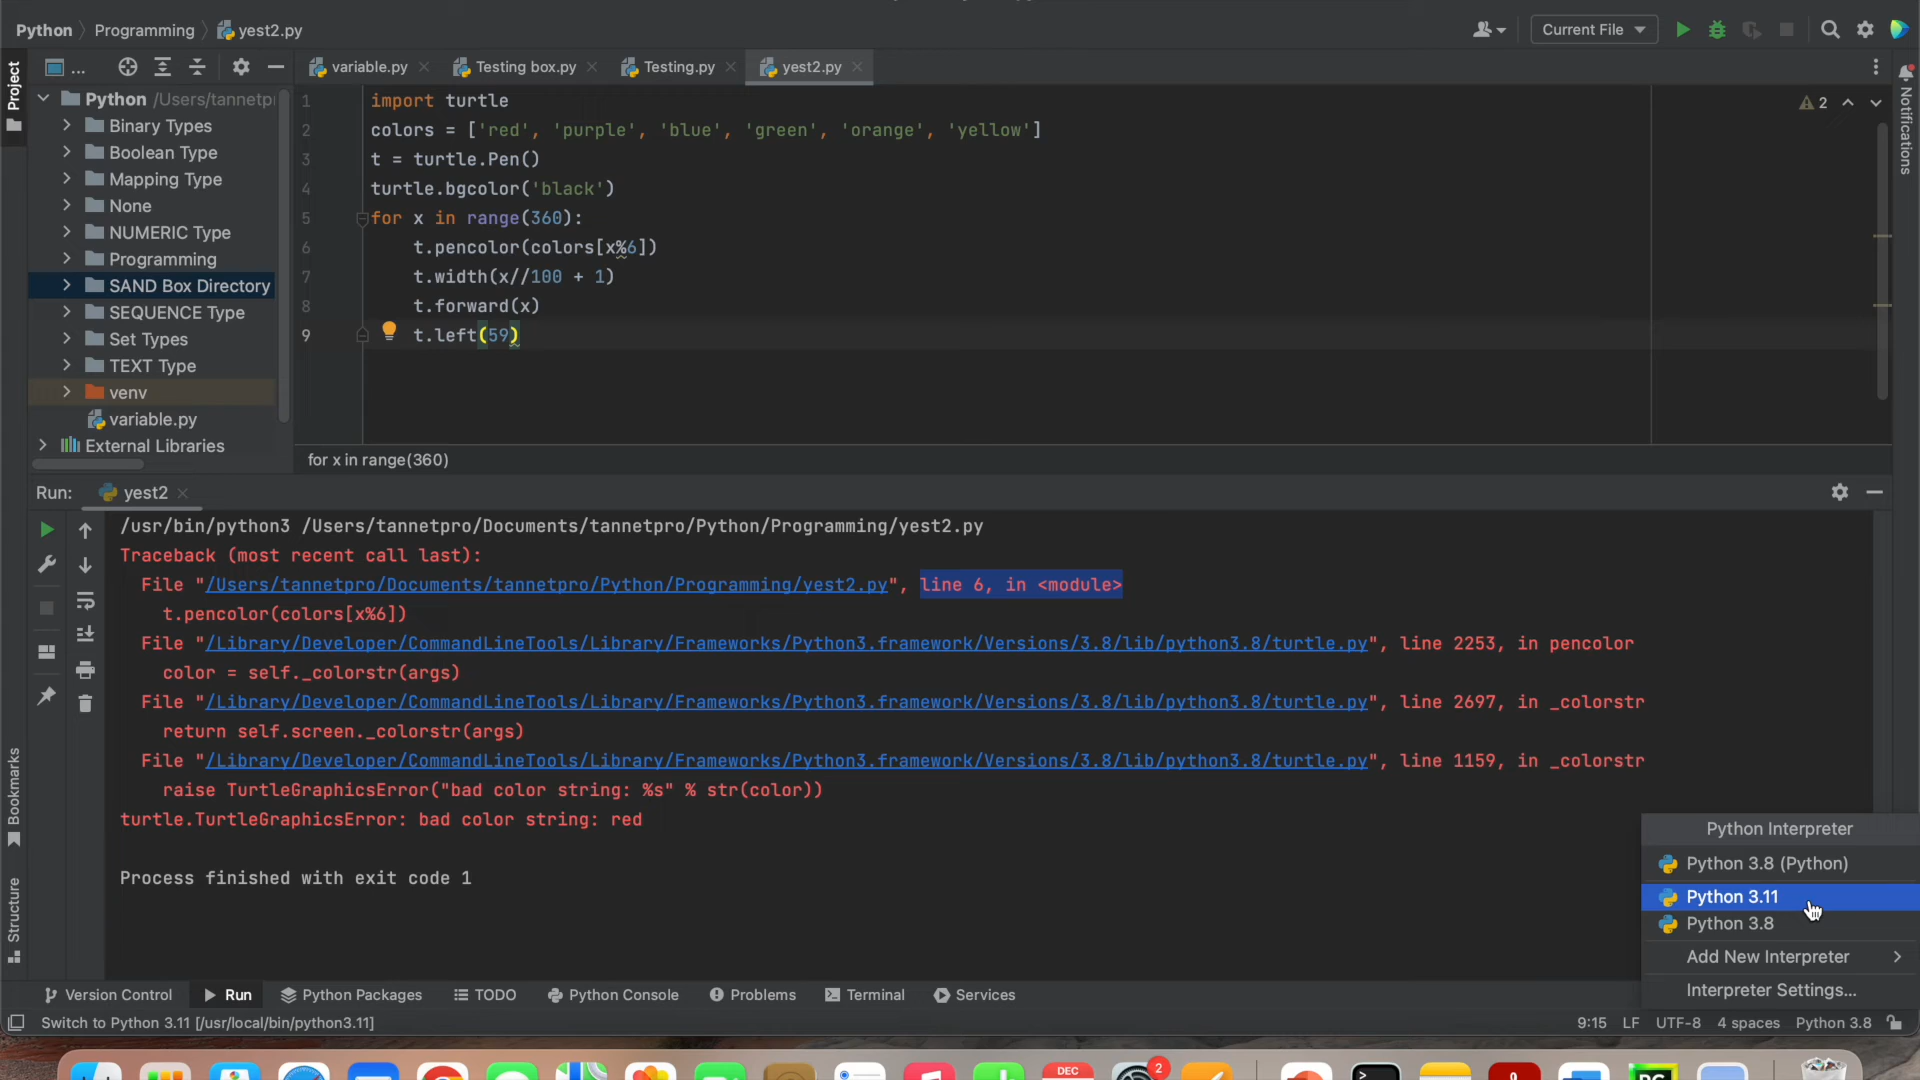 Python Programming yest2.py
Current File
Project
...
variable.py Testing box.py Testing.py yest2.py
Python /Users/tannetpr
Binary Types
Boolean Type
Mapping Type
None
NUMERIC Type
Programming
SAND Box Directory
SEQUENCE Type
Set Types
TEXT Type
venv
variable.py
External Libraries
1 import turtle
2 colors = ['red', 'purple', 'blue', 'green', 'orange', 'yellow']
3 t = turtle.Pen()
4 turtle.bgcolor('black')
5 for x in range(360):
6 t.pencolor(colors[x%6])
7 t.width(x//100 + 1)
8 t.forward(x)
9 t.left(59)
2
Notifications
for x in range(360)
Run: yest2
/usr/bin/python3 /Users/tannetpro/Documents/tannetpro/Python/Programming/yest2.py
Traceback (most recent call last):
File "/Users/tannetpro/Documents/tannetpro/Python/Programming/yest2.py", line 6, in <module>
t.pencolor(colors[x%6])
File "/Library/Developer/CommandLineTools/Library/Frameworks/Python3.framework/Versions/3.8/lib/python3.8/turtle.py", line 2253, in pencolor
color = self._colorstr(args)
File "/Library/Developer/CommandLineTools/Library/Frameworks/Python3.framework/Versions/3.8/lib/python3.8/turtle.py", line 2697, in _colorstr
return self.screen._colorstr(args)
File "/Library/Developer/CommandLineTools/Library/Frameworks/Python3.framework/Versions/3.8/lib/python3.8/turtle.py", line 1159, in _colorstr
raise TurtleGraphicsError("bad color string: %s" % str(color))
turtle.TurtleGraphicsError: bad color string: red
Process finished with exit code 1
Bookmarks
Structure
Python Interpreter
Python 3.8 (Python)
Python 3.11
Python 3.8
Add New Interpreter
Interpreter Settings...
Version Control Run Python Packages TODO Python Console Problems Terminal Services
Switch to Python 3.11 [/usr/local/bin/python3.11]
9:15 LF UTF-8 4 spaces Python 3.8
DEC
2